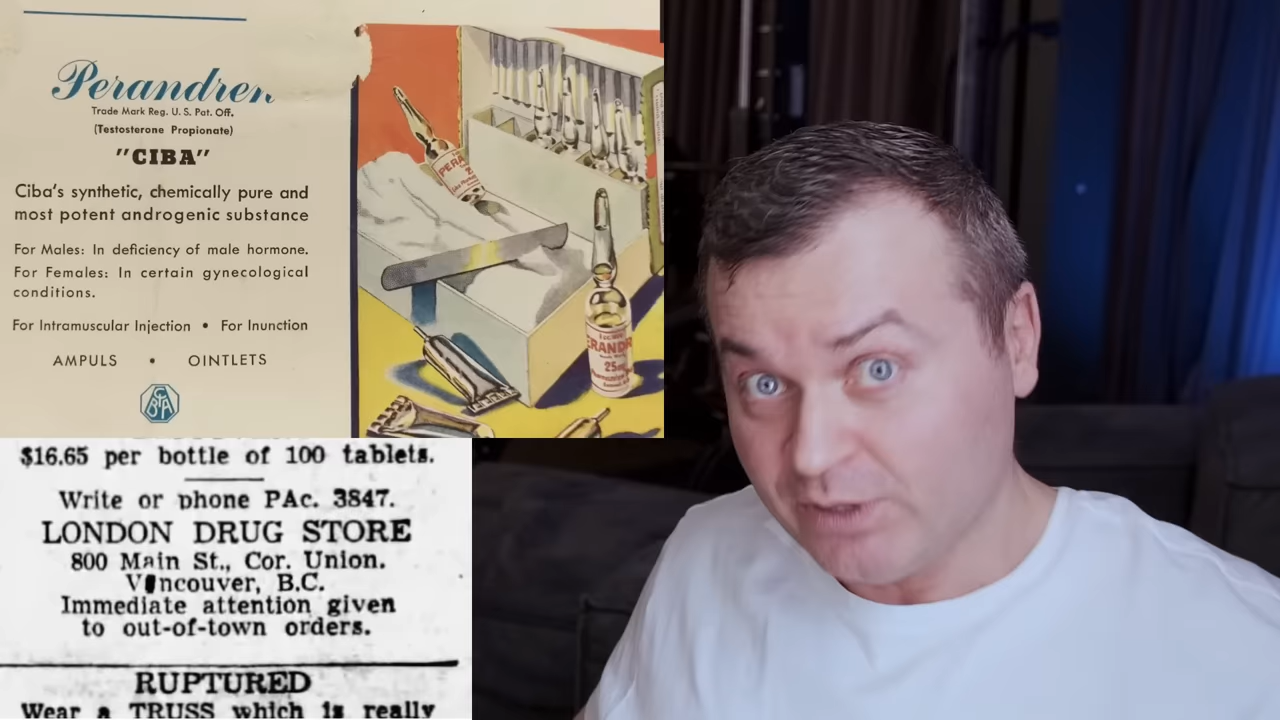 Perandren
Trade Mark Reg. U. S. Pat. Off.
(Testosterone Propionate)
"CIBA"
Ciba's synthetic, chemically pure and
most potent androgenic substance
For Males: In deficiency of male hormone.
For Females: In certain gynecological
conditions.
For Intramuscular Injection • For Inunction
AMPULS • OINTLETS
CIBA
PERA
ERANDR
25
$16.65 per bottle of 100 tablets.
Write or phone PAc. 3847.
LONDON DRUG STORE
800 Main St., Cor. Union.
V ncouver, B.C.
Immediate attention given
to out-of-town orders.
RUPTURED
Wear a TRUSS which is really